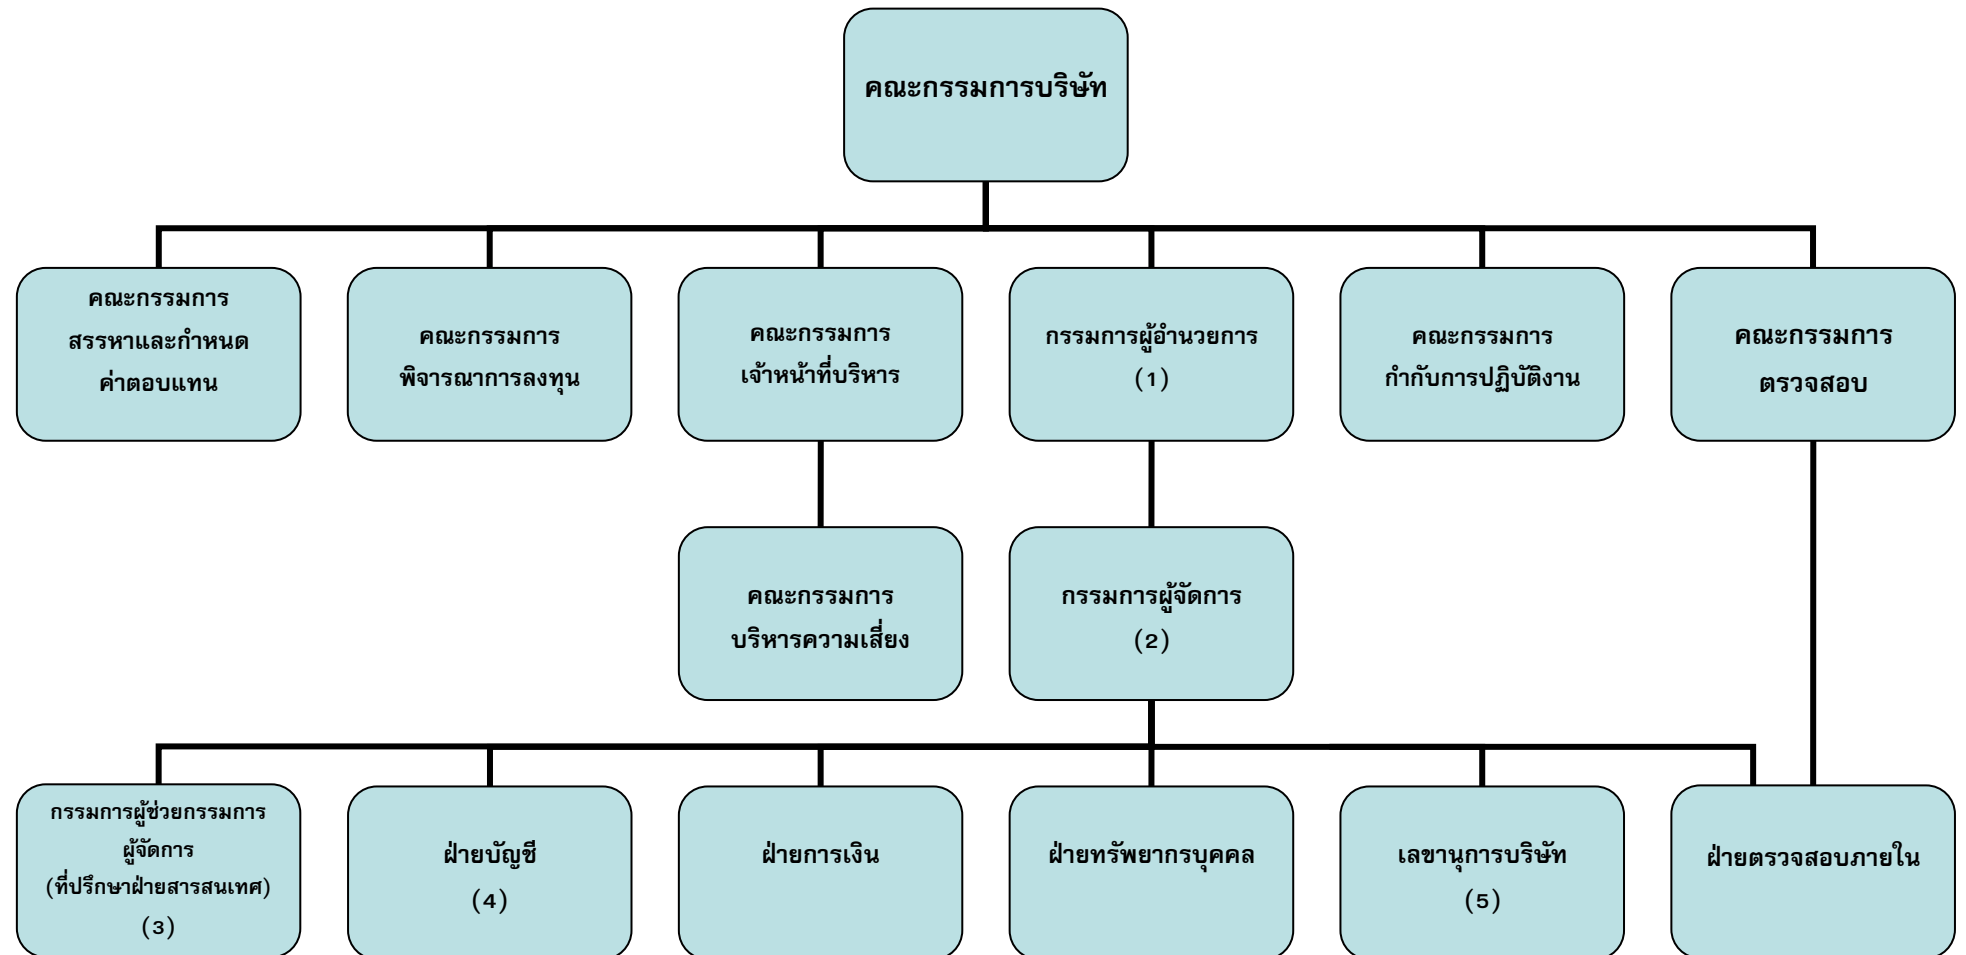 คณะกรรมการบริษัท
คณะกรรมการ
สรรหาและกำหนด
ค่าตอบแทน
คณะกรรมการ
พิจารณาการลงทุน
คณะกรรมการ
เจ้าหน้าที่บริหาร
กรรมการผู้อำนวยการ
(1)
คณะกรรมการ
กำกับการปฏิบัติงาน
คณะกรรมการ
ตรวจสอบ
คณะกรรมการ
บริหารความเสี่ยง
กรรมการผู้จัดการ
(2)
กรรมการผู้ช่วยกรรมการ
ผู้จัดการ
(ที่ปรึกษาฝ่ายสารสนเทศ)
(3)
ฝ่ายบัญชี
(4)
ฝ่ายการเงิน
ฝ่ายทรัพยากรบุคคล
เลขานุการบริษัท
(5)
ฝ่ายตรวจสอบภายใน